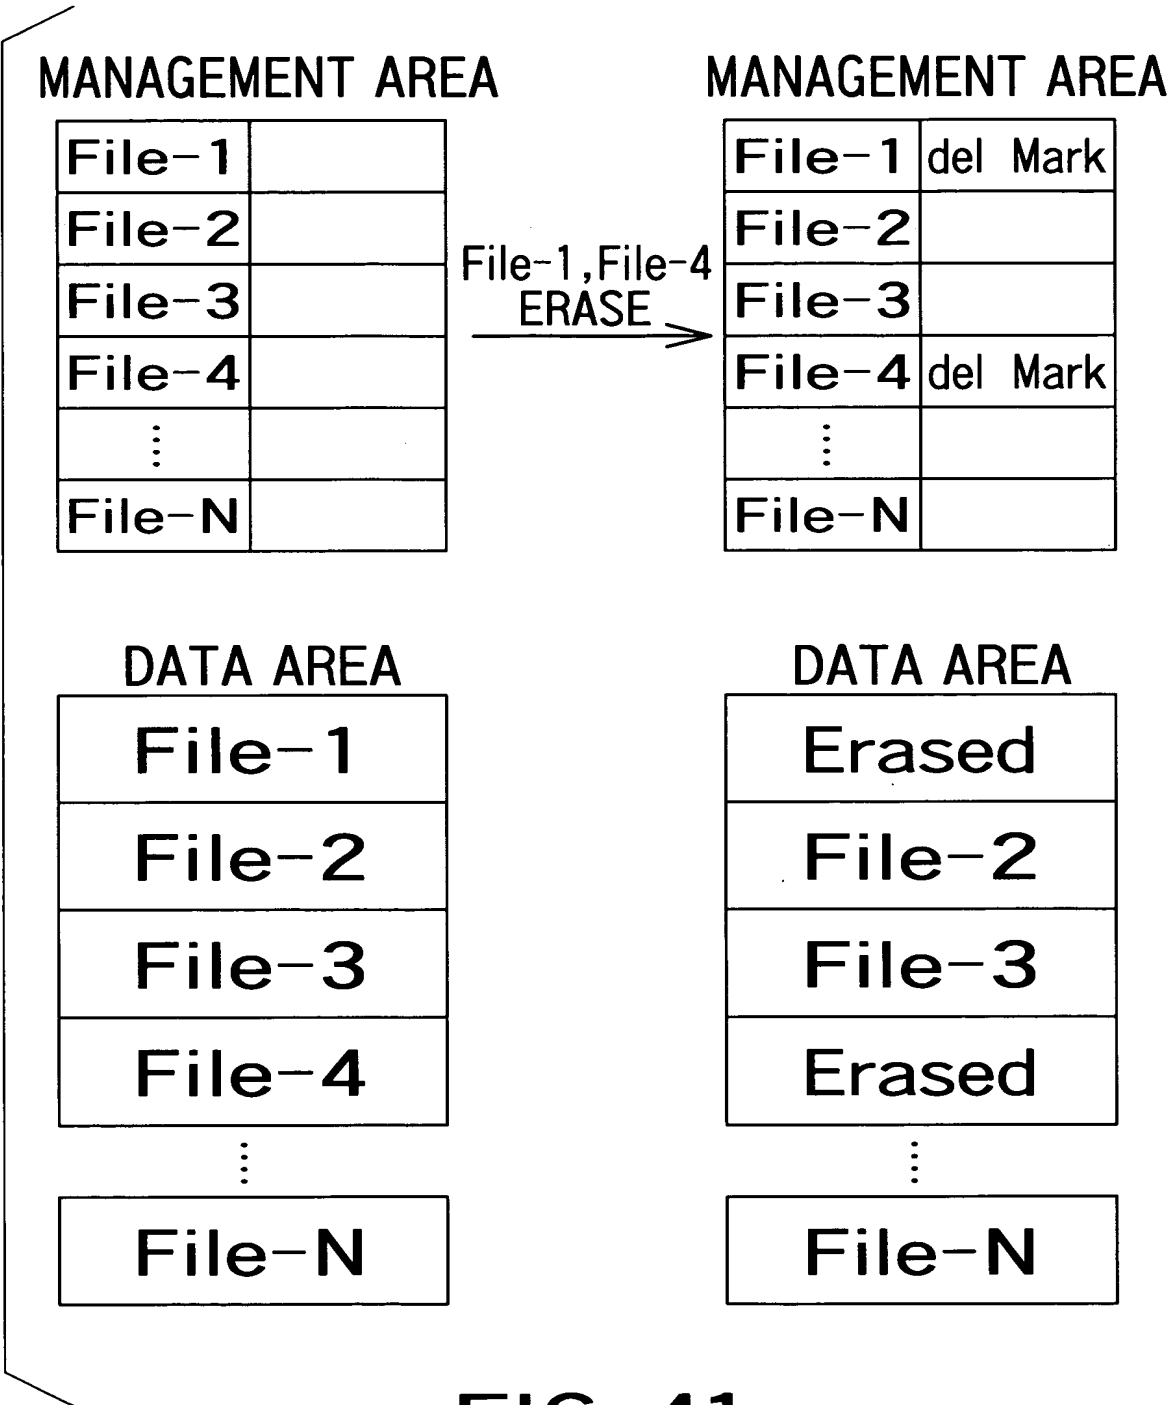 MANAGEMENT AREA
File-1
File-2
File-3
File-4
File-N
File-1, File-4
ERASE
MANAGEMENT AREA
File-1 del Mark
File-2
File-3
File-4 del Mark
File-N
DATA AREA
File-1
File-2
File-3
File-4
File-N
DATA AREA
Erased
File-2
File-3
Erased
File-N
FIG. 41